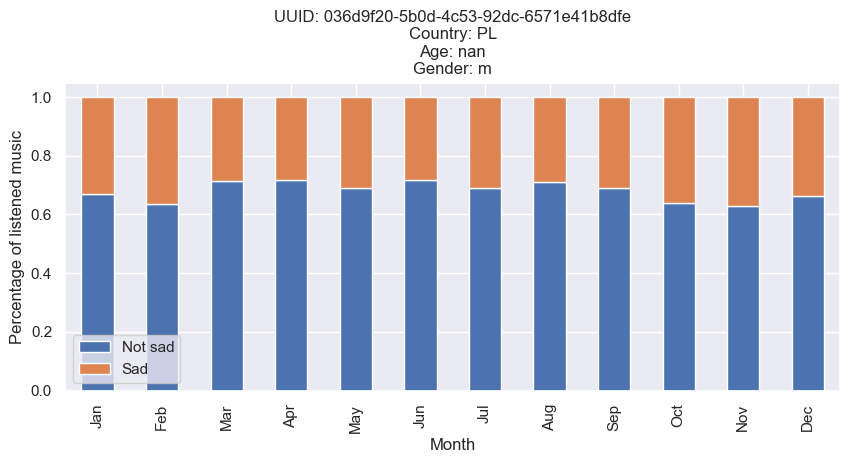 UUID: 036d9f20-5b0d-4c53-92dc-6571e41b8dfe
Country: PL
Age: nan
Gender: m
1.0
0.8
0.6
0.4
0.2
0.0
Percentage of listened music
Not sad
Sad
Jan Feb Mar Apr May Jun Jul Aug Sep Oct Nov Dec
Month